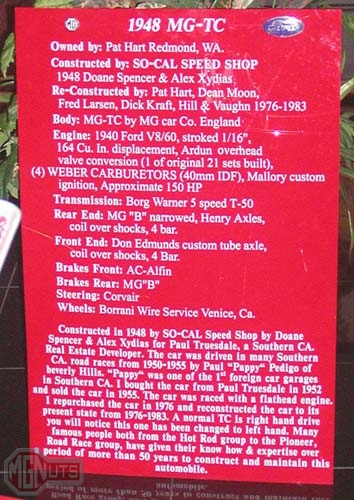 1948 MG-TC
Ford
Owned by: Pat Hart Redmond, WA.
Constructed by: SO-CAL SPEED SHOP
1948 Doane Spencer & Alex Xydias
Re-Constructed by: Pat Hart, Dean Moon,
Fred Larsen, Dick Kraft, Hill & Vaughn 1976-1983
Body: MG-TC by MG car Co. England
Engine: 1940 Ford V8/60, stroked 1/16",
164 Cu. In. displacement, Ardun overhead
valve conversion (1 of original 21 sets built),
(4) WEBER CARBURETORS (40mm IDF), Mallory custom
ignition, Approximate 150 HP
Transmission: Borg Warner 5 speed T-50
Rear End: MG "B" narrowed, Henry Axles,
coil over shocks, 4 bar.
Front End: Don Edmunds custom tube axle,
coil over shocks, 4 bar.
Brakes Front: AC-Alfin
Brakes Rear: MG"B"
Steering: Corvair
Wheels: Borrani Wire Service Venice, Ca.
Constructed in 1948 by SO-CAL Speed Shop by Doane
Spencer & Alex Xydias for Paul Truesdale, a Southern CA.
Real Estate Developer. The car was driven in many Southern
CA. road races from 1950-1955 by Paul "Pappy" Pedigo of
beverly Hills. "Pappy" was one of the 1st foreign car garages
in Southern CA. I bought the car from Paul Truesdale in 1952
and sold the car in 1955. The car was raced with a flathead engine.
I repurchased the car in 1976 and reconstructed the car to its
present state from 1976-1983. A normal TC is right hand drive
you will notice this one has been changed to left hand. Many
famous people both from the Hot Rod group to the Pioneer,
Road Race group, have given their know how & expertise over
period of more than 50 years to construct and maintain this
automobile.
MG NUTS